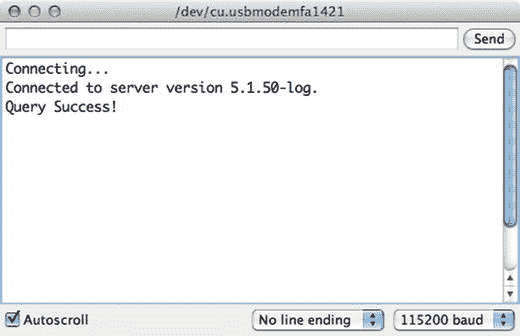 /dev/cu.usbmodemfa1421
Send
Connecting...
Connected to server version 5.1.50-log.
Query Success!
Autoscroll
No line ending
115200 baud